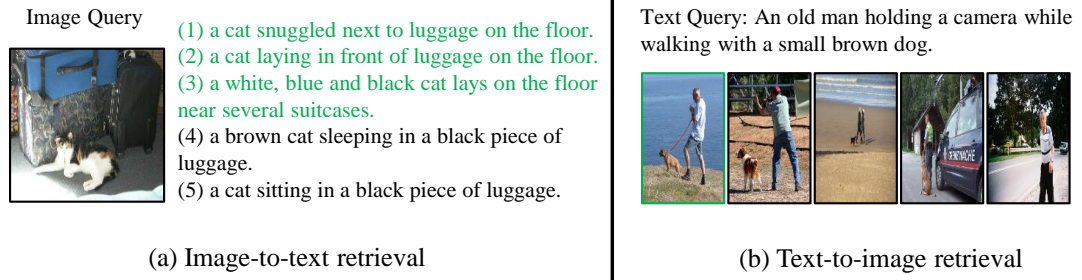 Image Query
(1) a cat snuggled next to luggage on the floor.
(2) a cat laying in front of luggage on the floor.
(3) a white, blue and black cat lays on the floor
near several suitcases.
(4) a brown cat sleeping in a black piece of
luggage.
(5) a cat sitting in a black piece of luggage.
(a) Image-to-text retrieval
Text Query: An old man holding a camera while
walking with a small brown dog.
(b) Text-to-image retrieval